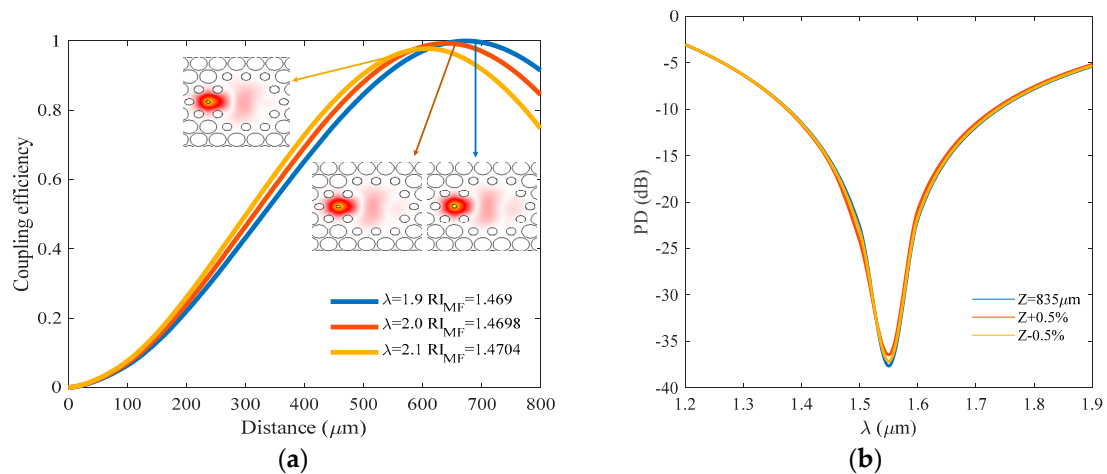 1
0.8
0.6
0.4
0.2
0
0 100 200 300 400 500 600 700 800
Coupling efficiency
Distance (μm)
λ=1.9 RI_MF=1.469
λ=2.0 RI_MF=1.4698
λ=2.1 RI_MF=1.4704
(a)
0
-5
-10
-15
-20
-25
-30
-35
-40
1.2 1.3 1.4 1.5 1.6 1.7 1.8 1.9
PD (dB)
λ (μm)
Z=835μm
Z+0.5%
Z-0.5%
(b)